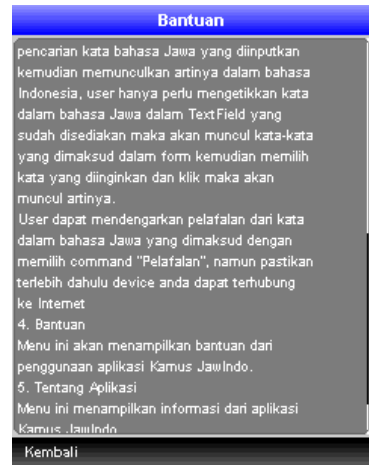 Bantuan
pencarian kata bahasa Jawa yang diinputkan
kemudian memunculkan artinya dalam bahasa
Indonesia, user hanya perlu mengetikkan kata
dalam bahasa Jawa dalam TextField yang
sudah disediakan maka akan muncul kata-kata
yang dimaksud dalam form kemudian memilih
kata yang diinginkan dan klik maka akan
muncul artinya.
User dapat mendengarkan pelafalan dari kata
dalam bahasa Jawa yang dimaksud dengan
memilih command "Pelafalan", namun pastikan
terlebih dahulu device anda dapat terhubung
ke Internet
4. Bantuan
Menu ini akan menampilkan bantuan dari
penggunaan aplikasi Kamus JawIndo.
5. Tentang Aplikasi
Menu ini menampilkan informasi dari aplikasi
Kamus JawIndo
Kembali